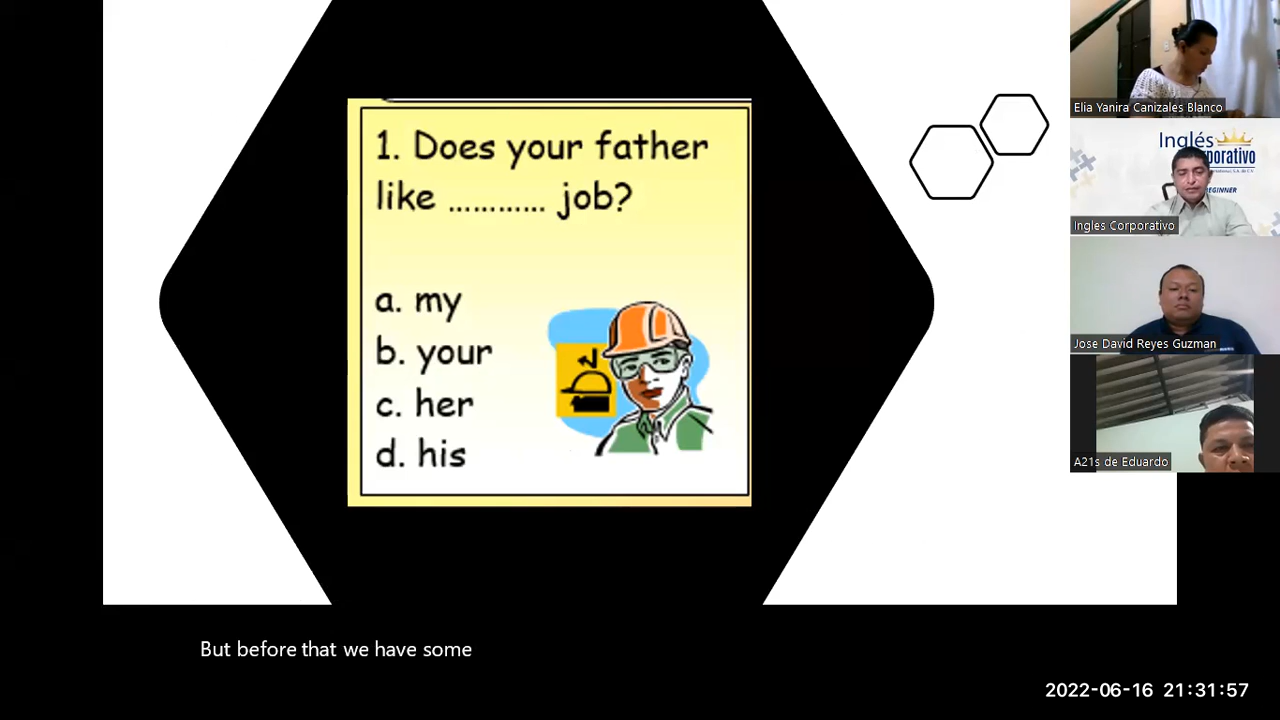 1. Does your father
like ............ job?
a. my
b. your
c. her
d. his
Elia Yanira Canizales Blanco
Inglés
BEGINNER
Ingles Corporativo
Jose David Reyes Guzman
A21s de Eduardo
But before that we have some
2022-06-16 21:31:57